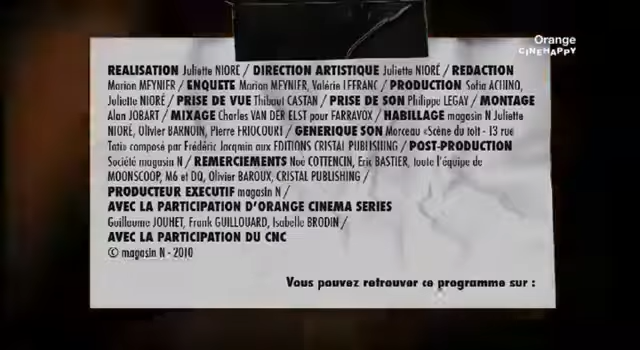 Orange
CINEHAPPY
REALISATION Juliette NIORÉ / DIRECTION ARTISTIQUE Juliette NIORÉ / REDACTION
Marion MEYNIER / ENQUETE Marion MEYNIER, Valérie LEFRANC / PRODUCTION Sofia
Juliette NIORÉ / PRISE DE VUE Thibaut CASTAN / PRISE DE SON Philippe LEGAY / MONTAGE
Alan JOBART / MIXAGE Charles VAN DER ELST pour FARRAVOX / HABILLAGE magasin N Juliette
NIORÉ, Olivier BARNOIN, Pierre FRIOCOURT / GENERIQUE SON Morceau «Scène du toit - 13 rue
Tati» composé par Frédéric Jacqmin aux EDITIONS CRISTAL PUBLISHING / POST-PRODUCTION
Société magasin N / REMERCIEMENTS Noé COTTENCIN, Eric BASTIER, toute l'équipe de
MOONSCOOP, M6 et DQ, Olivier BAROUX, CRISTAL PUBLISHING /
PRODUCTEUR EXECUTIF magasin N /
AVEC LA PARTICIPATION D'ORANGE CINEMA SERIES
Guillaume JOUHET, Frank GUILLOUARD, Isabelle BRODIN /
AVEC LA PARTICIPATION DU CNC
© magasin N - 2010
Vous pouvez retrouver ce programme sur :